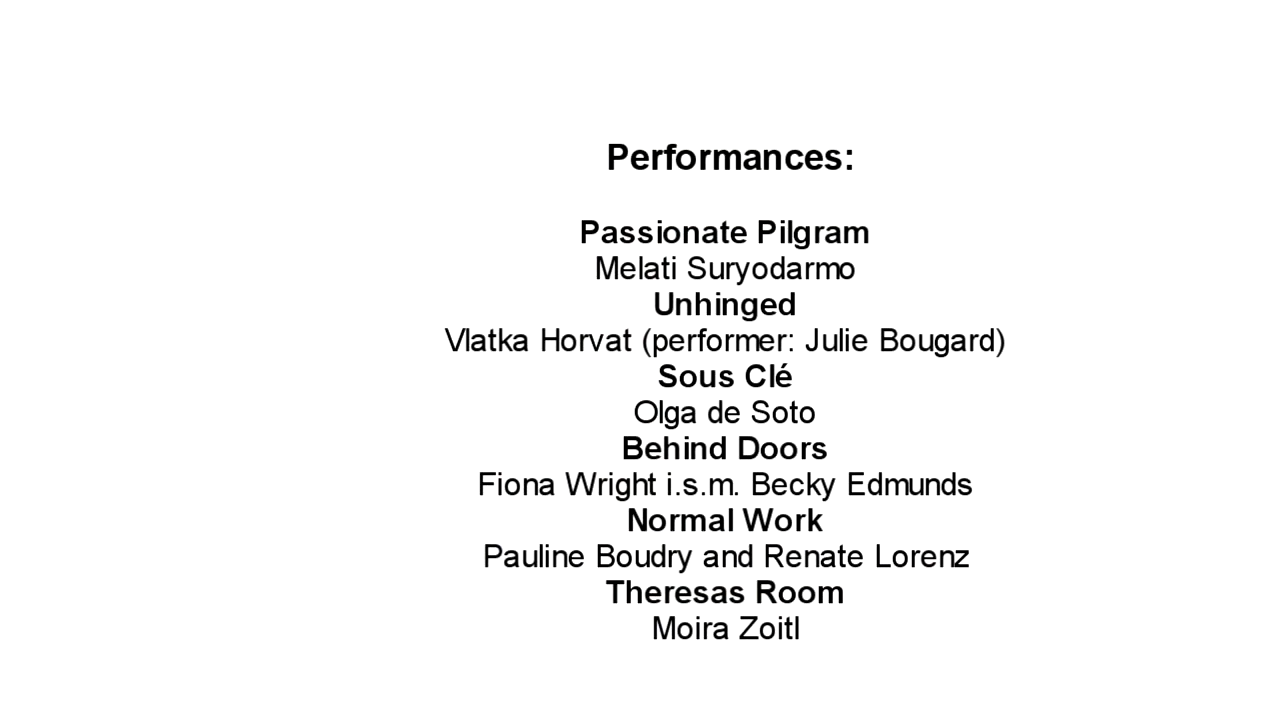 Performances:
Passionate Pilgram
Melati Suryodarmo
Unhinged
Vlatka Horvat (performer: Julie Bougard)
Sous Clé
Olga de Soto
Behind Doors
Fiona Wright i.s.m. Becky Edmunds
Normal Work
Pauline Boudry and Renate Lorenz
Theresas Room
Moira Zoitl